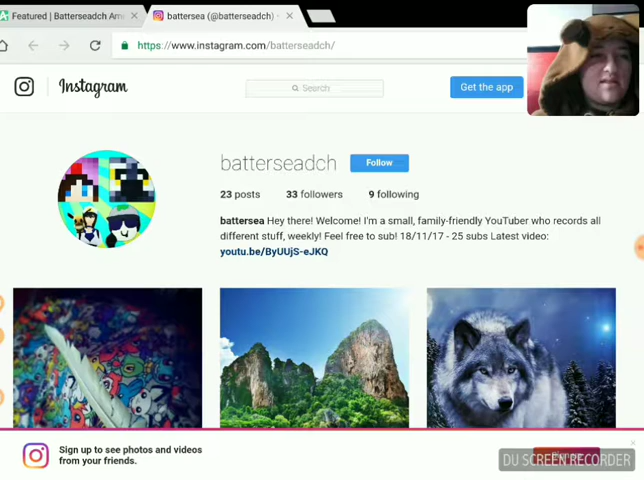 Featured | Batterseadch Am
battersea (@batterseadch)
https://www.instagram.com/batterseadch/
Instagram
Search
Get the app
batterseadch
Follow
23 posts 33 followers 9 following
battersea Hey there! Welcome! I'm a small, family-friendly YouTuber who records all
different stuff, weekly! Feel free to sub! 18/11/17 - 25 subs Latest video:
youtu.be/ByUUjS-eJKQ
Sign up to see photos and videos
from your friends.
DU SCREEN RECORDER